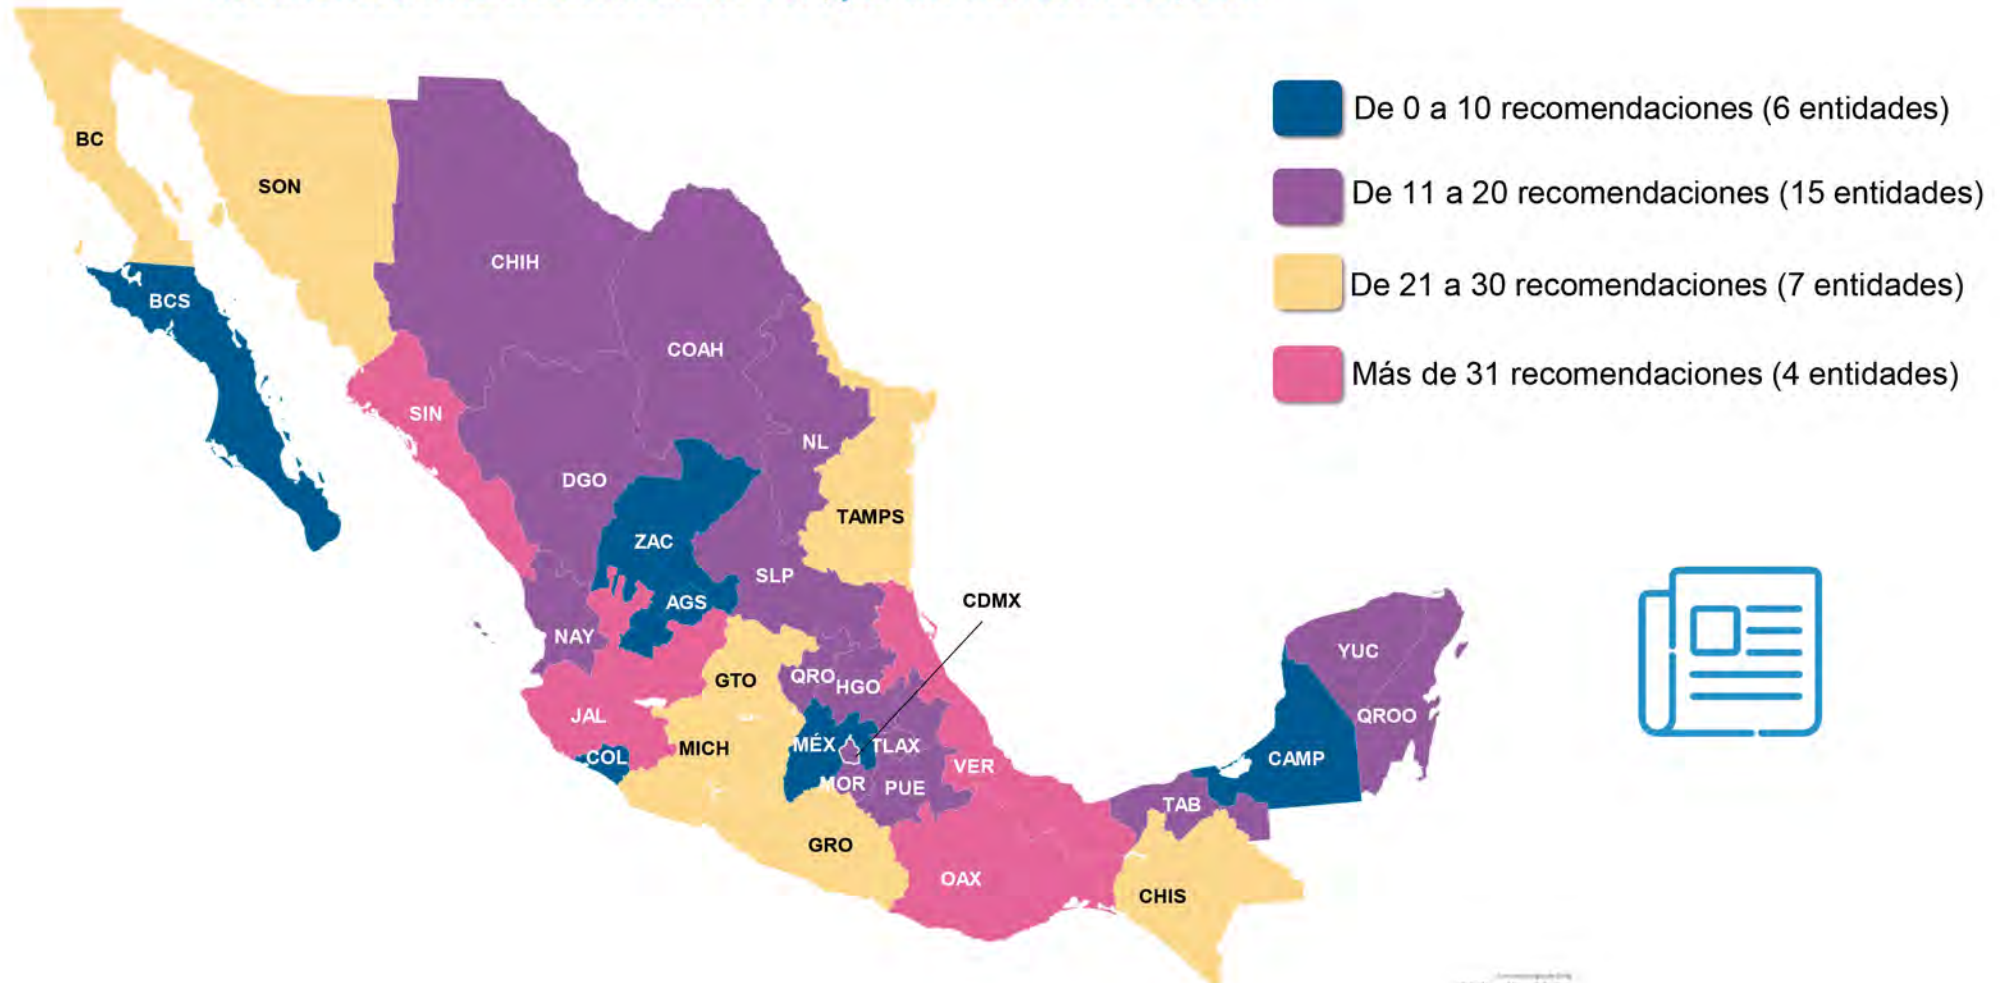 De 0 a 10 recomendaciones (6 entidades)
De 11 a 20 recomendaciones (15 entidades)
De 21 a 30 recomendaciones (7 entidades)
Más de 31 recomendaciones (4 entidades)
BC
SON
CHIH
BCS
COAH
SIN
NL
DGO
TAMPS
ZAC
SLP
AGS
CDMX
NAY
YUC
GTO
QRO
HGO
JAL
QROO
MICH
MÉX
TLAX
COL
VER
CAMP
MOR
PUE
TAB
GRO
OAX
CHIS